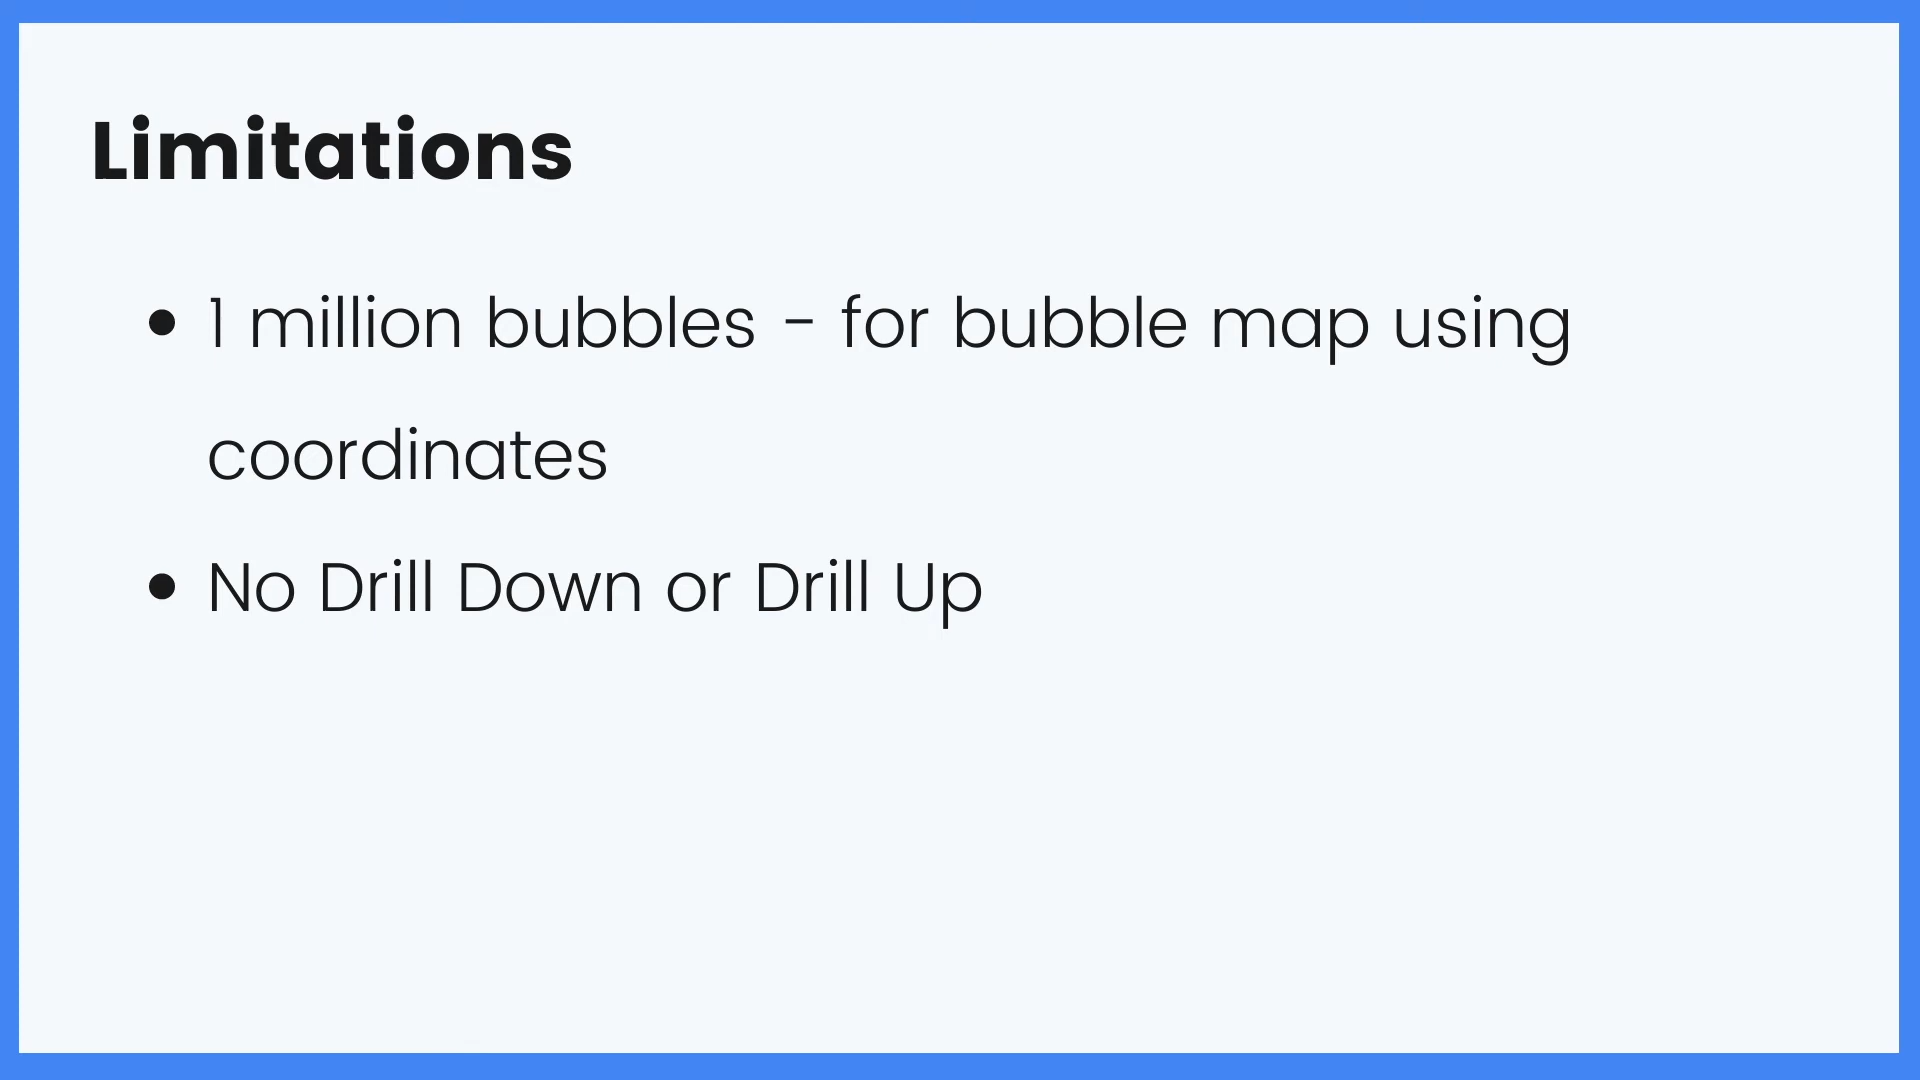 Limitations
• 1 million bubbles - for bubble map using
coordinates
• No Drill Down or Drill Up